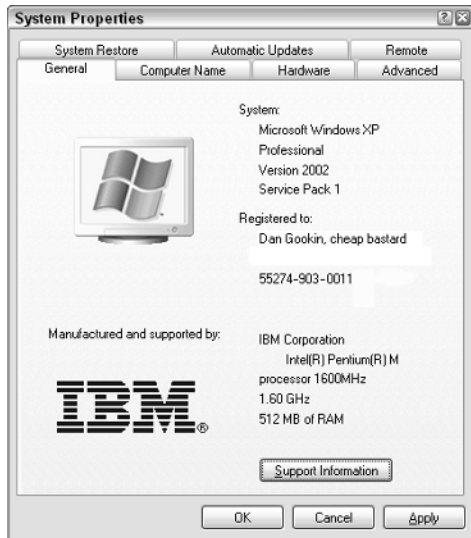 System Properties
System Restore Automatic Updates Remote
General Computer Name Hardware Advanced
System:
Microsoft Windows XP
Professional
Version 2002
Service Pack 1
Registered to:
Dan Gookin, cheap bastard
55274-903-0011
Manufactured and supported by:
IBM®
IBM Corporation
Intel(R) Pentium(R) M
processor 1600MHz
1.60 GHz
512 MB of RAM
Support Information
OK Cancel Apply